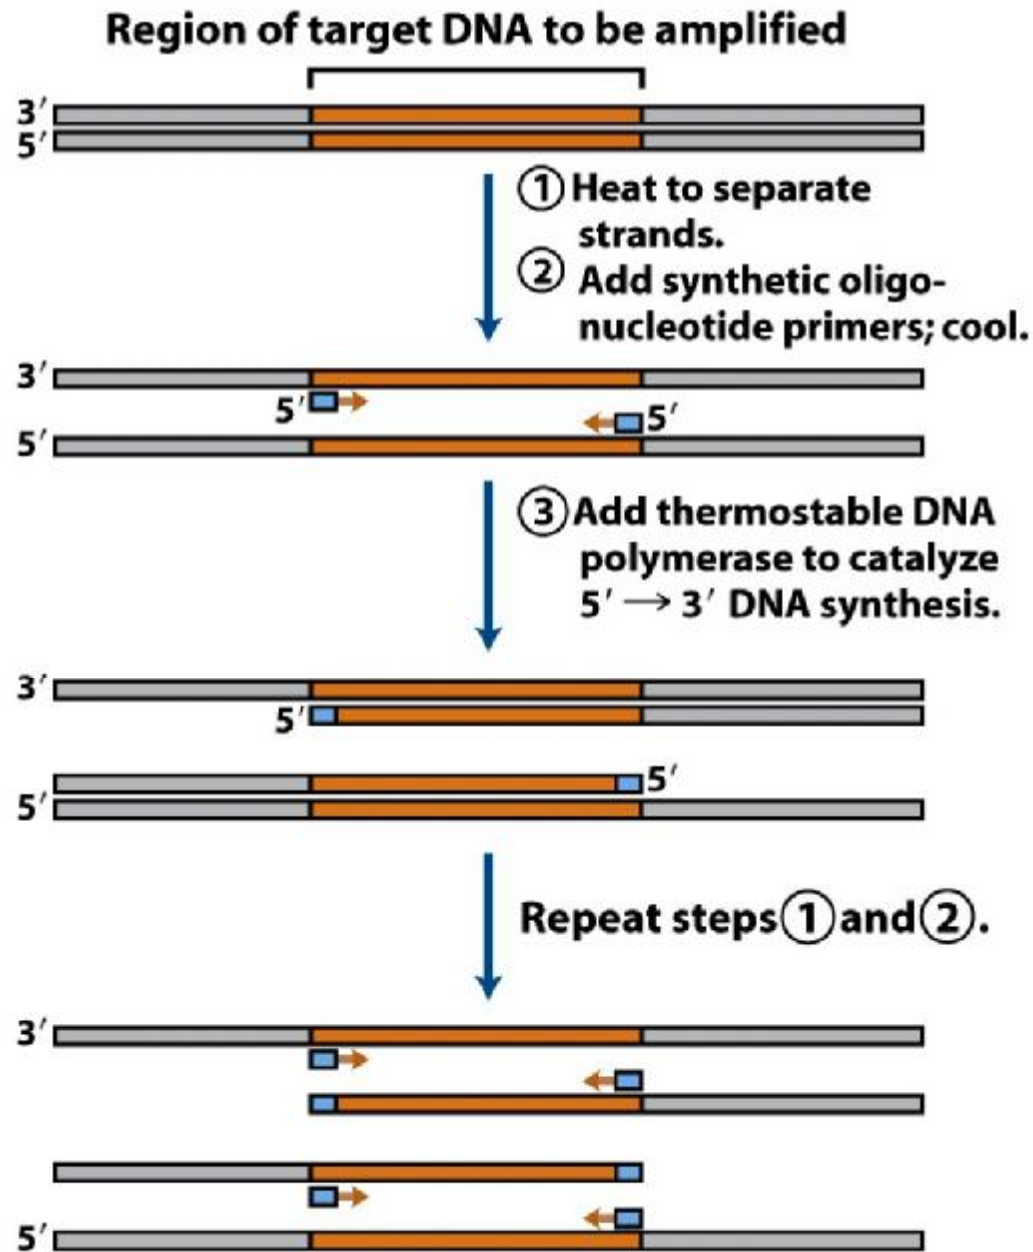 Region of target DNA to be amplified
3′
5′
① Heat to separate
strands.
② Add synthetic oligo-
nucleotide primers; cool.
3′
5′
5′
5′
③ Add thermostable DNA
polymerase to catalyze
5′ → 3′ DNA synthesis.
3′
5′
5′
5′
Repeat steps ① and ②.
3′
5′